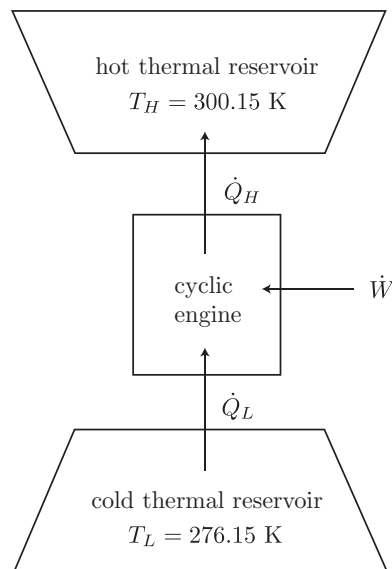 hot thermal reservoir
T_H = 300.15 K
Q̇_H
cyclic
engine
Ẇ
Q̇_L
cold thermal reservoir
T_L = 276.15 K